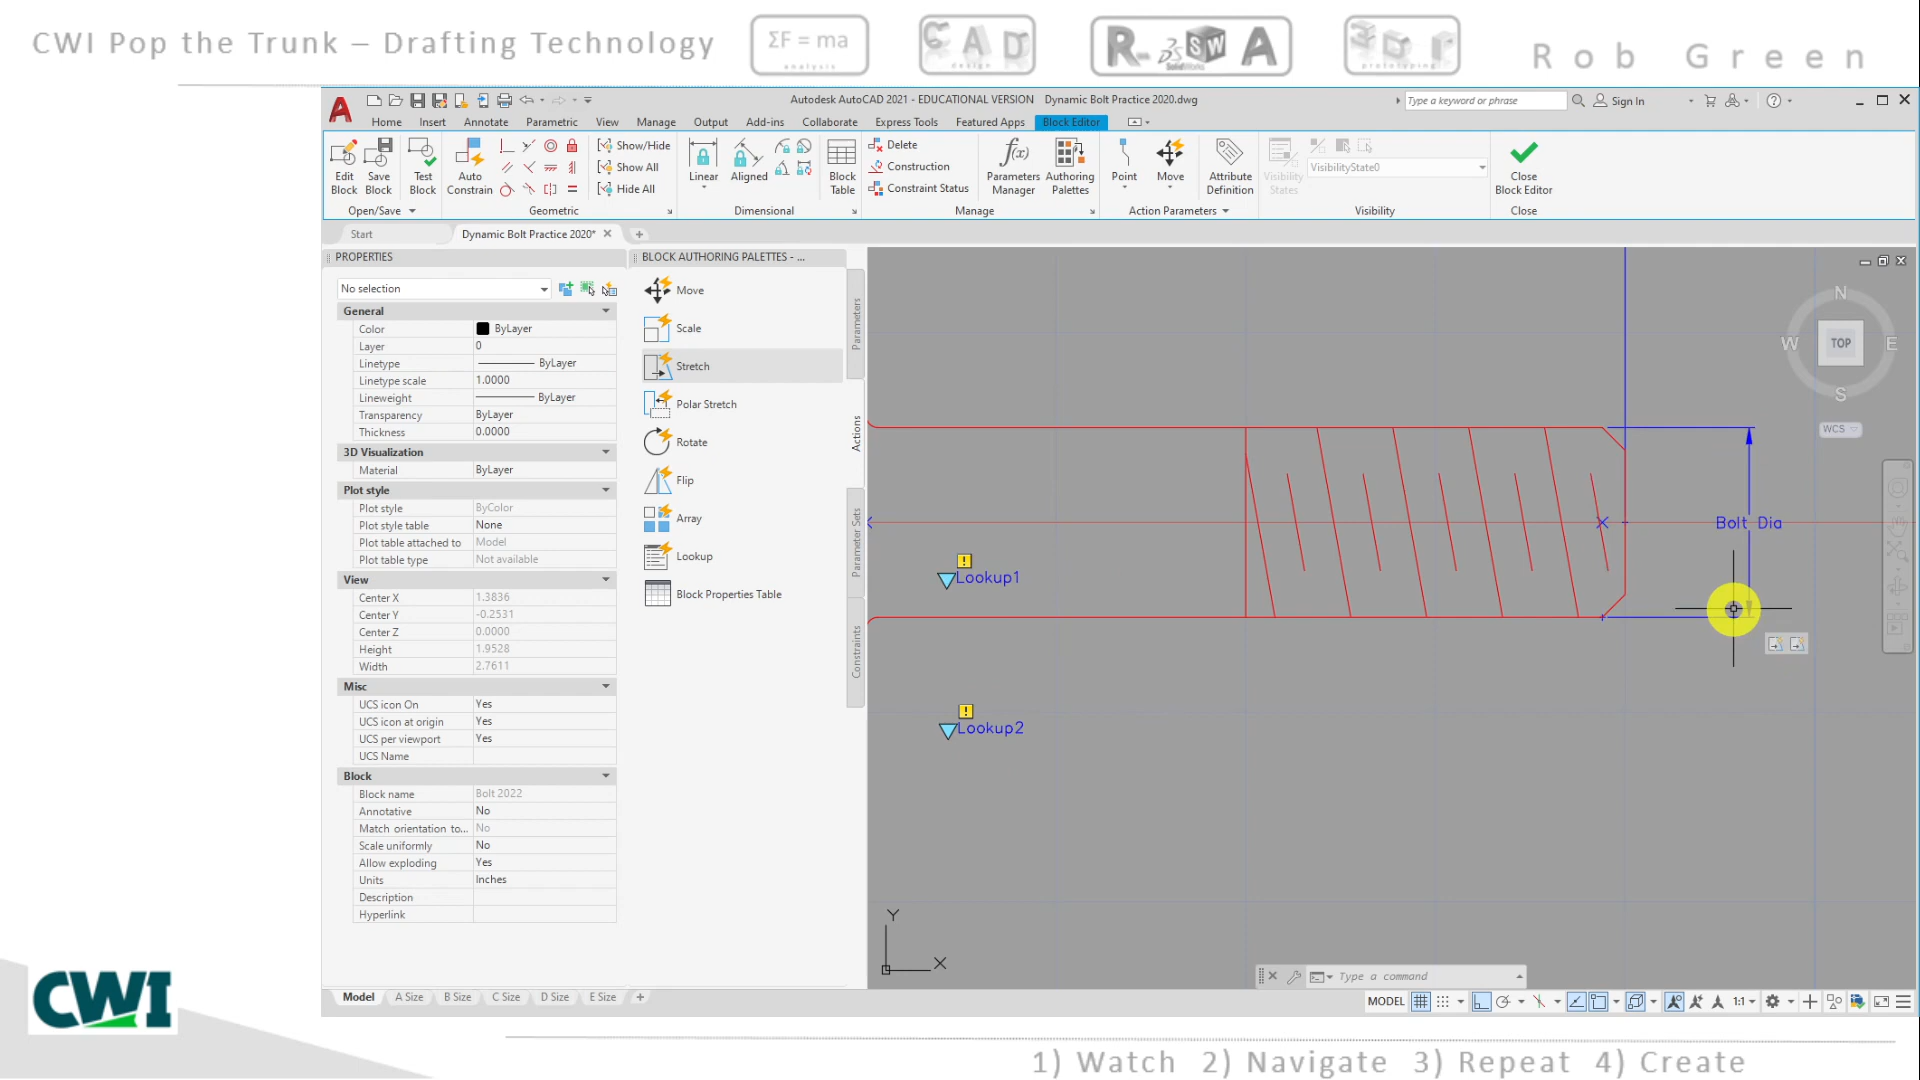 CWI Pop the Trunk – Drafting Technology
ΣF = ma
analysis
CAD
design
R 3DS SW A
SolidWorks
prototyping
Rob Green
Autodesk AutoCAD 2021 - EDUCATIONAL VERSION Dynamic Bolt Practice 2020.dwg
Type a keyword or phrase
Sign In
Home Insert Annotate Parametric View Manage Output Add-ins Collaborate Express Tools Featured Apps Block Editor
Edit Block
Save Block
Test Block
Auto Constrain
Show/Hide
Show All
Hide All
Linear
Aligned
Block Table
Delete
Construction
Constraint Status
Parameters Manager
Authoring Palettes
Point
Move
Attribute Definition
Visibility States
VisibilityState0
Close Block Editor
Open/Save Geometric Dimensional Manage Action Parameters Visibility Close
Start Dynamic Bolt Practice 2020*
PROPERTIES
No selection
General
Color ByLayer
Layer 0
Linetype ByLayer
Linetype scale 1.0000
Lineweight ByLayer
Transparency ByLayer
Thickness 0.0000
3D Visualization
Material ByLayer
Plot style
Plot style ByColor
Plot style table None
Plot table attached to Model
Plot table type Not available
View
Center X 1.3836
Center Y -0.2531
Center Z 0.0000
Height 1.9528
Width 2.7611
Misc
UCS icon On Yes
UCS icon at origin Yes
UCS per viewport Yes
UCS Name
Block
Block name Bolt 2022
Annotative No
Match orientation to... No
Scale uniformly No
Allow exploding Yes
Units Inches
Description
Hyperlink
BLOCK AUTHORING PALETTES - ...
Move
Scale
Stretch
Polar Stretch
Rotate
Flip
Array
Lookup
Block Properties Table
Parameters
Actions
Parameter Sets
Constraints
N
W TOP E
S
WCS
Bolt Dia
Lookup1
Lookup2
Y
X
Type a command
Model A Size B Size C Size D Size E Size
MODEL 1:1
CWI
1) Watch 2) Navigate 3) Repeat 4) Create